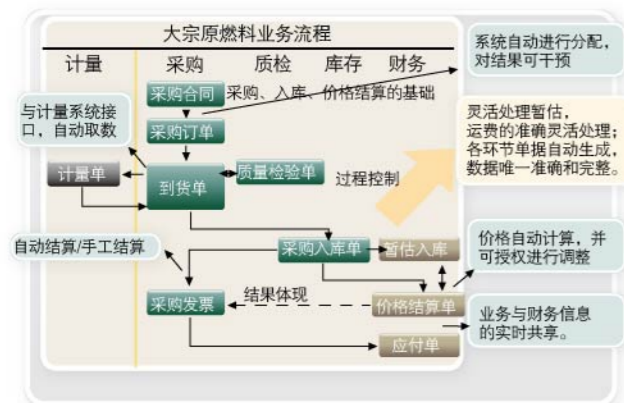 大宗原燃料业务流程
计量
采购
质检
库存
财务
系统自动进行分配，
对结果可干预
采购合同
采购、入库、价格结算的基础
与计量系统接
口，自动取数
采购订单
灵活处理暂估，
运费的准确灵活处理；
各环节单据自动生成，
数据唯一准确和完整。
计量单
到货单
质量检验单
过程控制
自动结算/手工结算
采购入库单
暂估入库
价格自动计算，并
可授权进行调整
采购发票
结果体现
价格结算单
业务与财务信息
的实时共享。
应付单